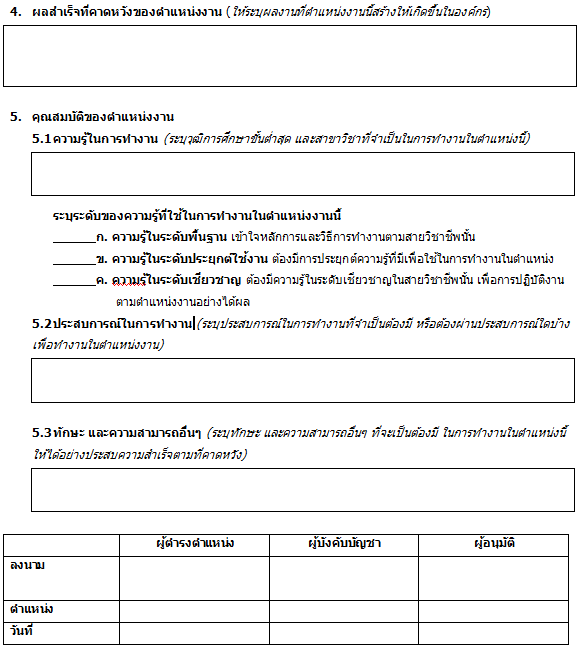 4. ผลสำเร็จที่คาดหวังของตำแหน่งงาน (ให้ระบุผลงานที่ตำแหน่งงานนี้สร้างให้เกิดขึ้นในองค์กร)
5. คุณสมบัติของตำแหน่งงาน
5.1ความรู้ในการทำงาน (ระบุวุฒิการศึกษาขั้นต่ำสุด และสาขาวิชาที่จำเป็นในการทำงานในตำแหน่งนี้)
ระบุระดับของความรู้ที่ใช้ในการทำงานในตำแหน่งงานนี้
______ก. ความรู้ในระดับพื้นฐาน เข้าใจหลักการและวิธีการทำงานตามสายวิชาชีพนั้น
______ข. ความรู้ในระดับประยุกต์ใช้งาน ต้องมีการประยุกต์ความรู้ที่มีเพื่อใช้ในการทำงานในตำแหน่ง
______ค. ความรู้ในระดับเชี่ยวชาญ ต้องมีความรู้ในระดับเชี่ยวชาญในสายวิชาชีพนั้น เพื่อการปฏิบัติงาน
ตามตำแหน่งงานอย่างได้ผล
5.2ประสบการณ์ในการทำงาน(ระบุประสบการณ์ในการทำงานที่จำเป็นต้องมี หรือต้องผ่านประสบการณ์ใดบ้าง
เพื่อทำงานในตำแหน่งงาน)
5.3ทักษะ และความสามารถอื่นๆ (ระบุทักษะ และความสามารถอื่นๆ ที่จะเป็นต้องมี ในการทำงานในตำแหน่งนี้
ให้ได้อย่างประสบความสำเร็จตามที่คาดหวัง)
ผู้ดำรงตำแหน่ง ผู้บังคับบัญชา ผู้อนุมัติ
ลงนาม
ตำแหน่ง
วันที่